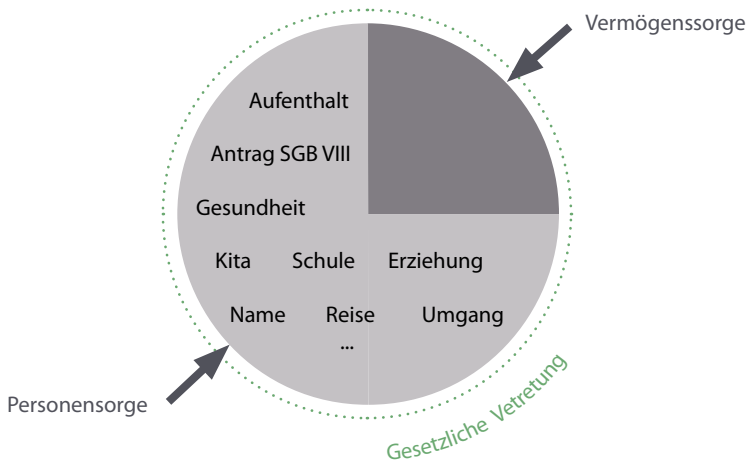 Vermögenssorge
Aufenthalt
Antrag SGB VIII
Gesundheit
Kita Schule Erziehung
Name Reise Umgang
...
Personensorge
Gesetzliche Vetretung